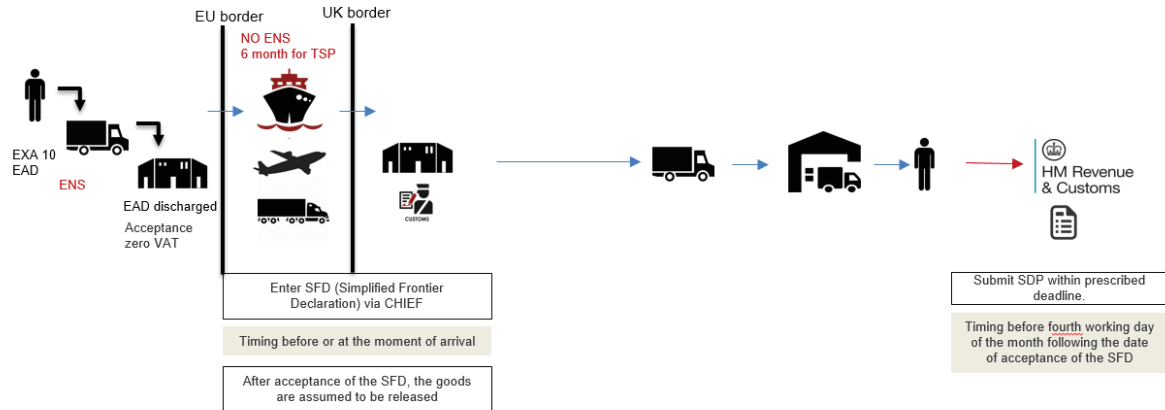 EU border
UK border
NO ENS
6 month for TSP
EXA 10
EAD
ENS
EAD discharged
Acceptance
zero VAT
CUSTOMS
HM Revenue
& Customs
Enter SFD (Simplified Frontier
Declaration) via CHIEF
Timing before or at the moment of arrival
After acceptance of the SFD, the goods
are assumed to be released
Submit SDP within prescribed
deadline.
Timing before fourth working day
of the month following the date
of acceptance of the SFD